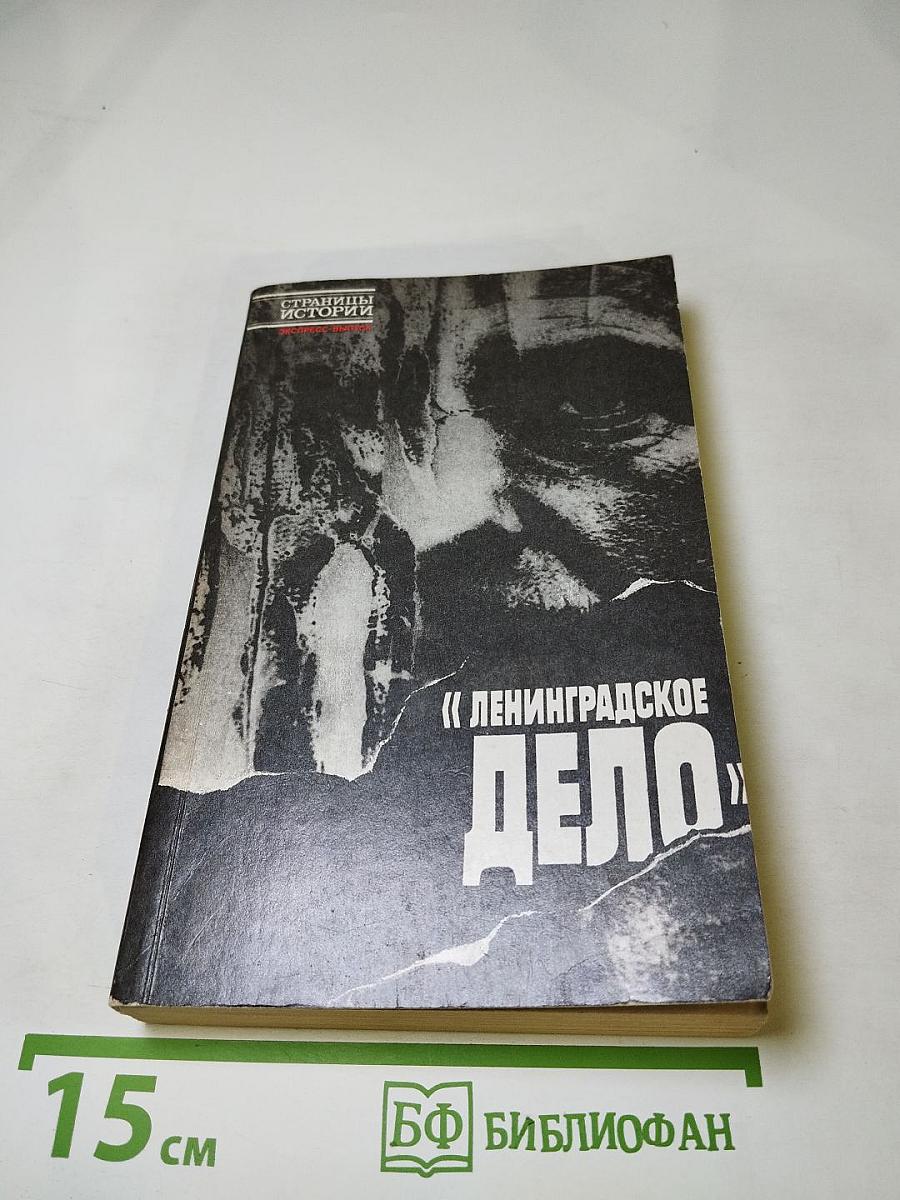 СТРАНИЦЫ
ИСТОРИИ
ЭКСПРЕСС-ВЫПУСК
«ЛЕНИНГРАДСКОЕ
ДЕЛО»
15 см
БФ БИБЛИОФАН